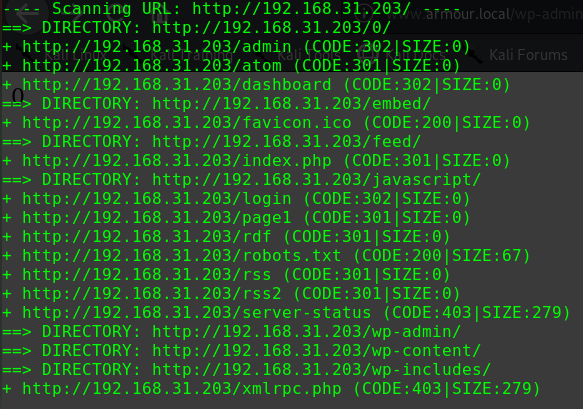 ---- Scanning URL: http://192.168.31.203/ ----
==> DIRECTORY: http://192.168.31.203/0/
+ http://192.168.31.203/admin (CODE:302|SIZE:0)
+ http://192.168.31.203/atom (CODE:301|SIZE:0)
+ http://192.168.31.203/dashboard (CODE:302|SIZE:0)
==> DIRECTORY: http://192.168.31.203/embed/
+ http://192.168.31.203/favicon.ico (CODE:200|SIZE:0)
==> DIRECTORY: http://192.168.31.203/feed/
+ http://192.168.31.203/index.php (CODE:301|SIZE:0)
==> DIRECTORY: http://192.168.31.203/javascript/
+ http://192.168.31.203/login (CODE:302|SIZE:0)
+ http://192.168.31.203/page1 (CODE:301|SIZE:0)
+ http://192.168.31.203/rdf (CODE:301|SIZE:0)
+ http://192.168.31.203/robots.txt (CODE:200|SIZE:67)
+ http://192.168.31.203/rss (CODE:301|SIZE:0)
+ http://192.168.31.203/rss2 (CODE:301|SIZE:0)
+ http://192.168.31.203/server-status (CODE:403|SIZE:279)
==> DIRECTORY: http://192.168.31.203/wp-admin/
==> DIRECTORY: http://192.168.31.203/wp-content/
==> DIRECTORY: http://192.168.31.203/wp-includes/
+ http://192.168.31.203/xmlrpc.php (CODE:403|SIZE:279)
www.armour.local/wp-admin
Kali Forums
0